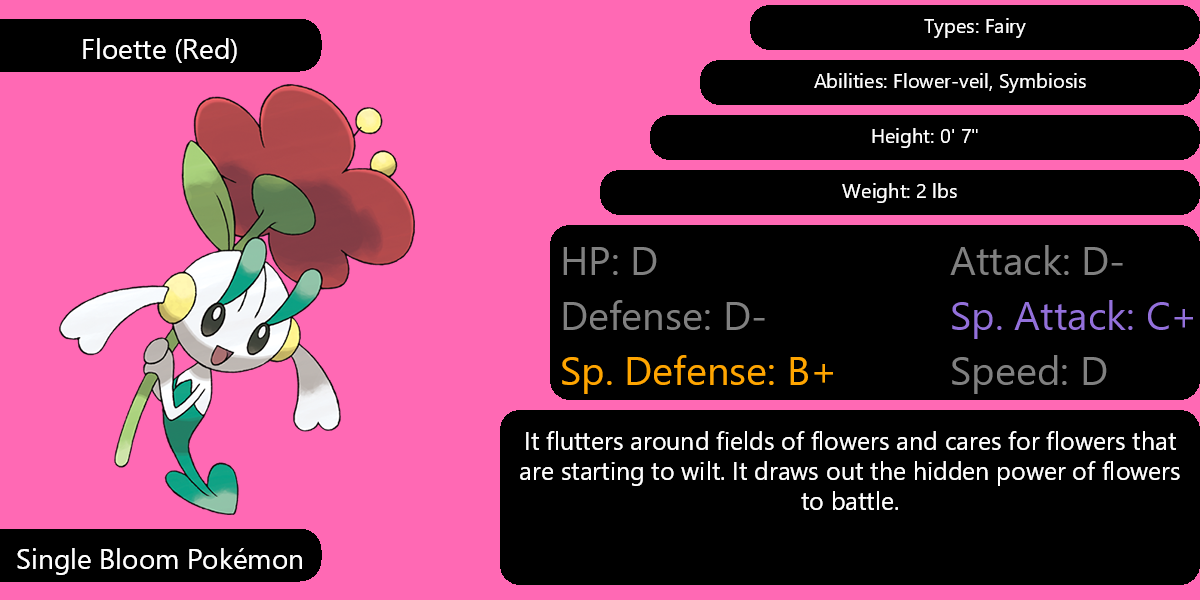 Floette (Red)
Types: Fairy
Abilities: Flower-veil, Symbiosis
Height: 0' 7"
Weight: 2 lbs
HP: D
Attack: D-
Defense: D-
Sp. Attack: C+
Sp. Defense: B+
Speed: D
It flutters around fields of flowers and cares for flowers that
are starting to wilt. It draws out the hidden power of flowers
to battle.
Single Bloom Pokémon